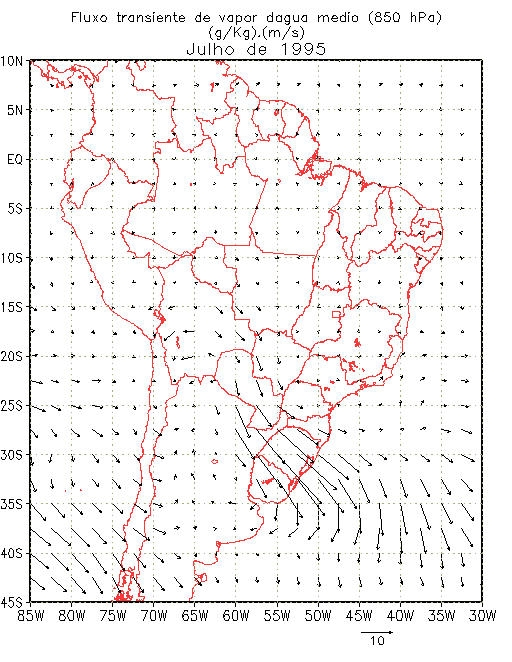 Fluxo transiente de vapor dagua medio (850 hPa)
(g/Kg).(m/s)
Julho de 1995
10N
5N
EQ
5S
10S
15S
20S
25S
30S
35S
40S
45S
85W 80W 75W 70W 65W 60W 55W 50W 45W 40W 35W 30W
10